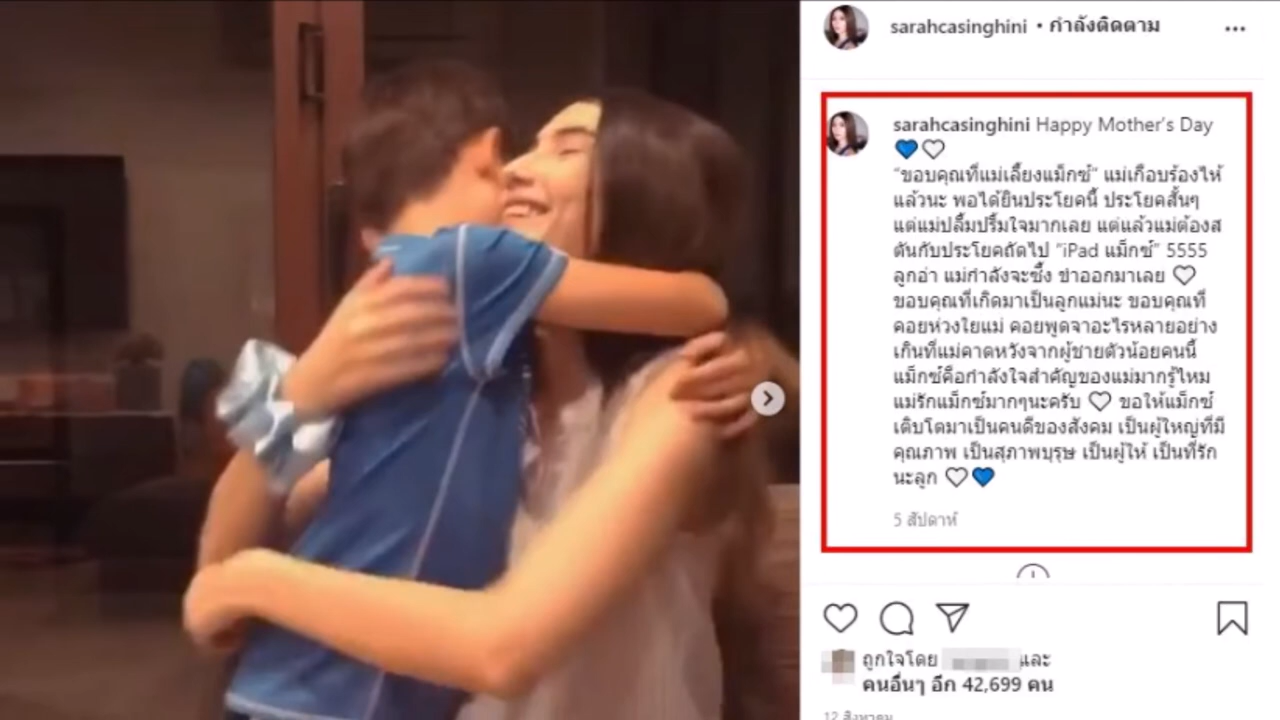 sarahcasinghini • กำลังติดตาม
sarahcasinghini Happy Mother's Day
💙🤍
“ขอบคุณที่แม่เลี้ยงแม็กซ์” แม่เกือบร้องไห้
แล้วนะ พอได้ยินประโยคนี้ ประโยคสั้นๆ
แต่แม่ปลื้มปริ่มใจมากเลย แต่แล้วแม่ต้องส
ตันกับประโยคถัดไป “iPad แม็กซ์” 5555
ลูกอ่า แม่กำลังจะซึ้ง ขำออกมาเลย 🤍
ขอบคุณที่เกิดมาเป็นลูกแม่นะ ขอบคุณที่
คอยห่วงใยแม่ คอยพูดจาอะไรหลายอย่าง
เกินที่แม่คาดหวังจากผู้ชายตัวน้อยคนนี้
แม็กซ์คือกำลังใจสำคัญของแม่มากรู้ไหม
แม่รักแม็กซ์มากๆนะครับ 🤍 ขอให้แม็กซ์
เติบโตมาเป็นคนดีของสังคม เป็นผู้ใหญ่ที่มี
คุณภาพ เป็นสุภาพบุรุษ เป็นผู้ให้ เป็นที่รัก
นะลูก 🤍💙
5 สัปดาห์
ถูกใจโดย และ
คนอื่นๆ อีก 42,699 คน
12 สิงหาคม